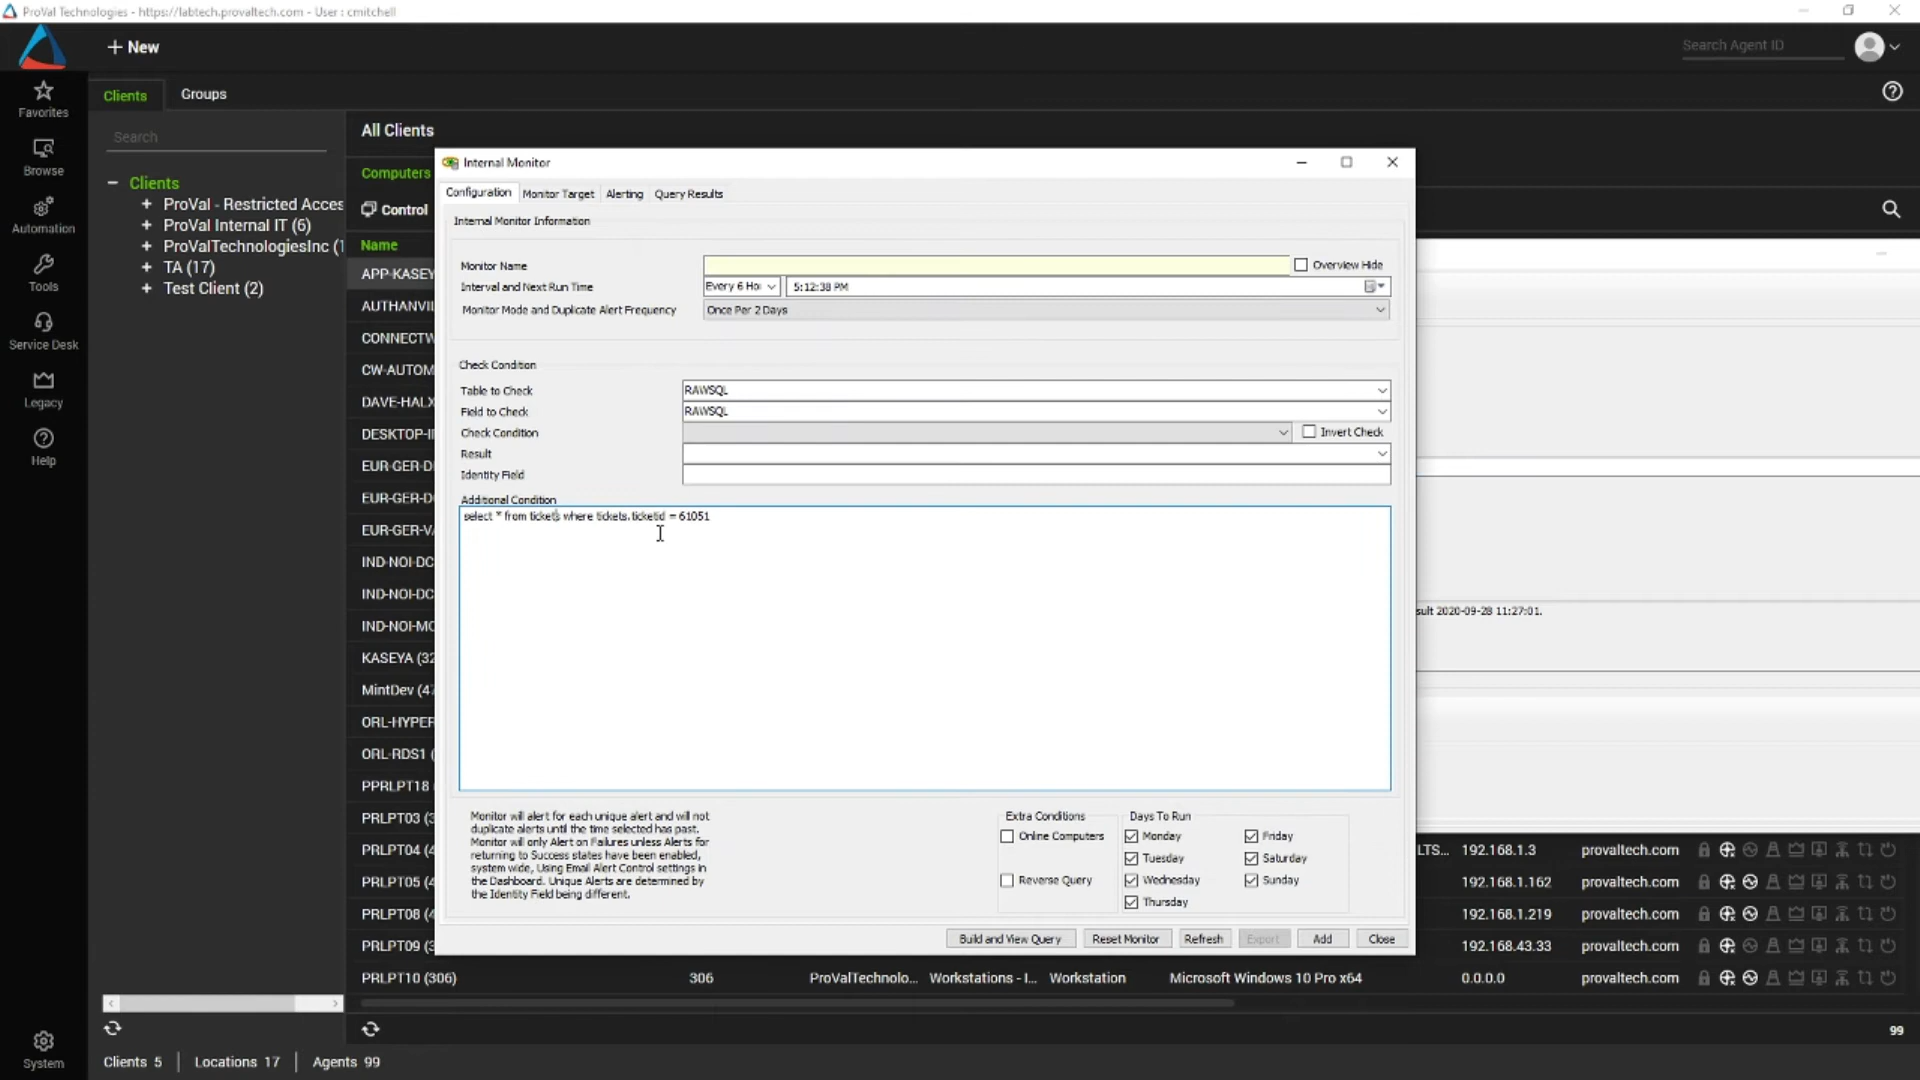 ProVal Technologies - https://labtech.provaltech.com - User : cmitchell
New
Search Agent ID
Favorites
Browse
Automation
Tools
Service Desk
Legacy
Help
System
Clients
Groups
Search
Clients
ProVal - Restricted Acces
ProVal Internal IT (6)
ProValTechnologiesInc (
TA (17)
Test Client (2)
All Clients
Computers
Control
Name
APP-KASEY
AUTHANVI
CONNECTW
CW-AUTOM
DAVE-HALX
DESKTOP-I
EUR-GER-D
EUR-GER-D
EUR-GER-V
IND-NOI-DC
IND-NOI-DC
IND-NOI-MO
KASEYA (32
MintDev (47
ORL-HYPER
ORL-RDS1 (
PPRLPT18
PRLPT03 (3
PRLPT04 (4
PRLPT05 (4
PRLPT08 (4
PRLPT09 (3
Internal Monitor
Configuration
Monitor Target
Alerting
Query Results
Internal Monitor Information
Monitor Name
Overview Hide
Interval and Next Run Time
Every 6 Ho
5:12:38 PM
Monitor Mode and Duplicate Alert Frequency
Once Per 2 Days
Check Condition
Table to Check
RAWSQL
Field to Check
RAWSQL
Check Condition
Invert Check
Result
Identity Field
Additional Condition
select * from tickets where tickets.ticketid = 61051
Monitor will alert for each unique alert and will not
duplicate alerts until the time selected has past.
Monitor will only Alert on Failures unless Alerts for
returning to Success states have been enabled,
system wide, Using Email Alert Control settings in
the Dashboard. Unique Alerts are determined by
the Identity Field being different.
Extra Conditions
Online Computers
Reverse Query
Days To Run
Monday
Friday
Tuesday
Saturday
Wednesday
Sunday
Thursday
Build and View Query
Reset Monitor
Refresh
Export
Add
Close
sult 2020-09-28 11:27:01.
LTS... 192.168.1.3 provaltech.com
192.168.1.162 provaltech.com
192.168.1.219 provaltech.com
192.168.43.33 provaltech.com
PRLPT10 (306) 306 ProValTechnolo... Workstations - I... Workstation Microsoft Windows 10 Pro x64 0.0.0.0 provaltech.com
99
Clients 5 Locations 17 Agents 99